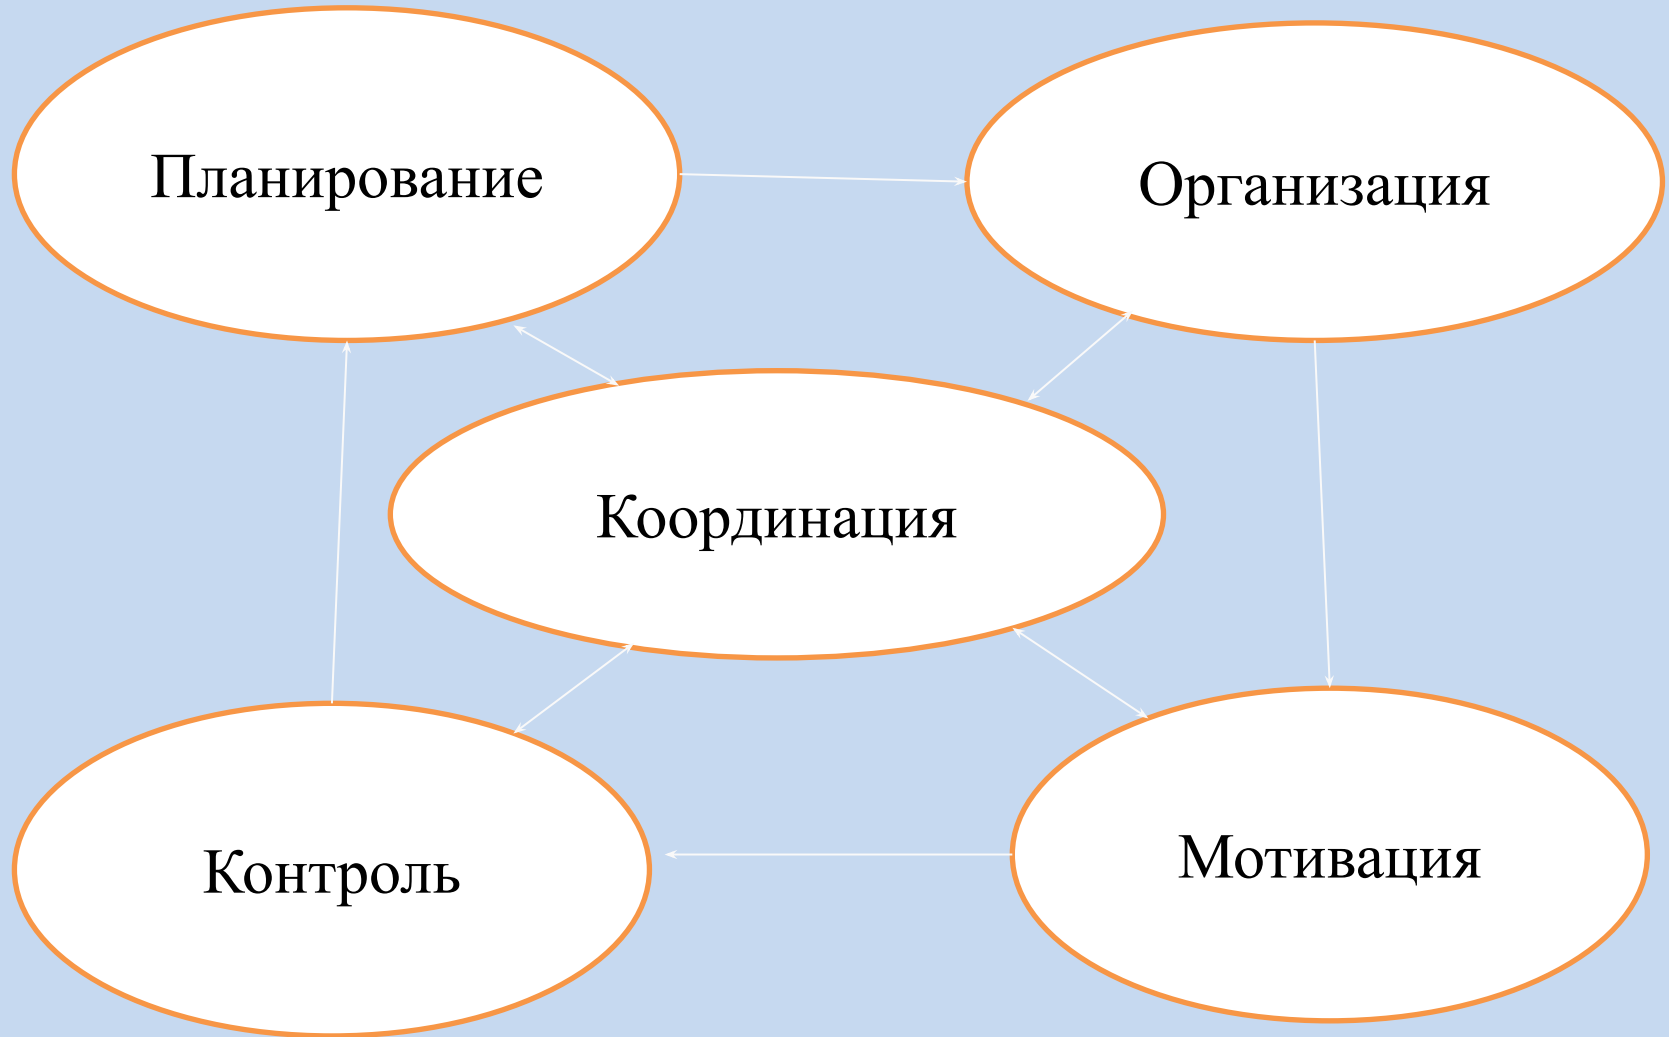 Планирование
Организация
Координация
Контроль
Мотивация